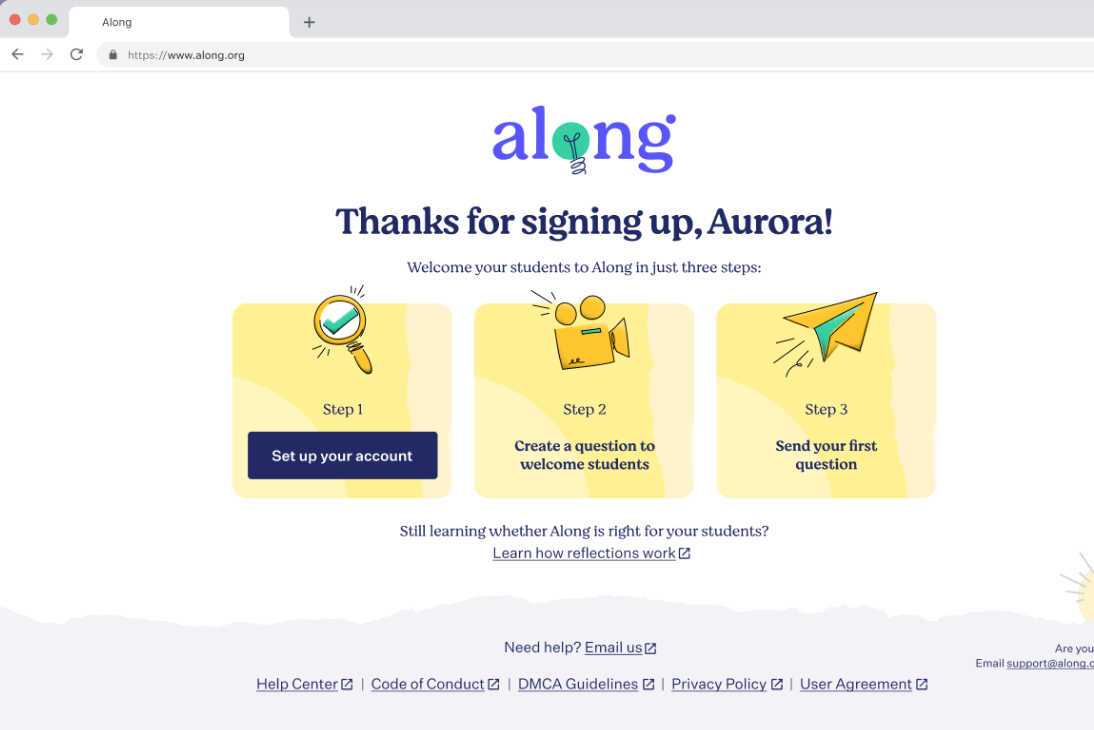 Along
https://www.along.org
along
Thanks for signing up, Aurora!
Welcome your students to Along in just three steps:
Step 1
Set up your account
Step 2
Create a question to
welcome students
Step 3
Send your first
question
Still learning whether Along is right for your students?
Learn how reflections work
Need help? Email us
Are you
Email support@along.
Help Center | Code of Conduct | DMCA Guidelines | Privacy Policy | User Agreement